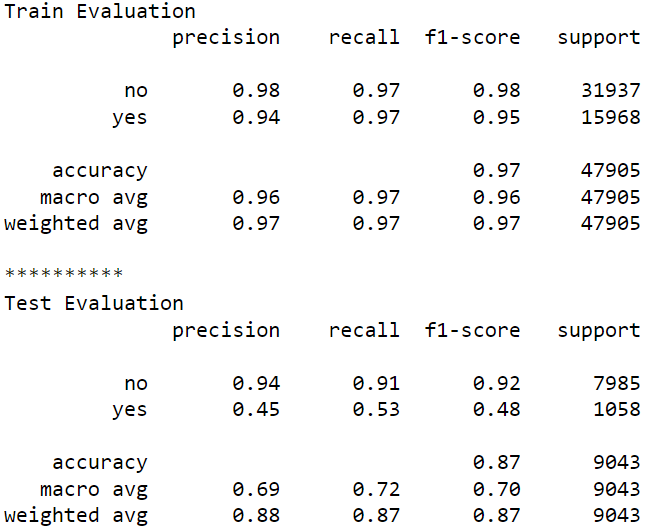 Train Evaluation
precision recall f1-score support
no 0.98 0.97 0.98 31937
yes 0.94 0.97 0.95 15968
accuracy 0.97 47905
macro avg 0.96 0.97 0.96 47905
weighted avg 0.97 0.97 0.97 47905
**********
Test Evaluation
precision recall f1-score support
no 0.94 0.91 0.92 7985
yes 0.45 0.53 0.48 1058
accuracy 0.87 9043
macro avg 0.69 0.72 0.70 9043
weighted avg 0.88 0.87 0.87 9043